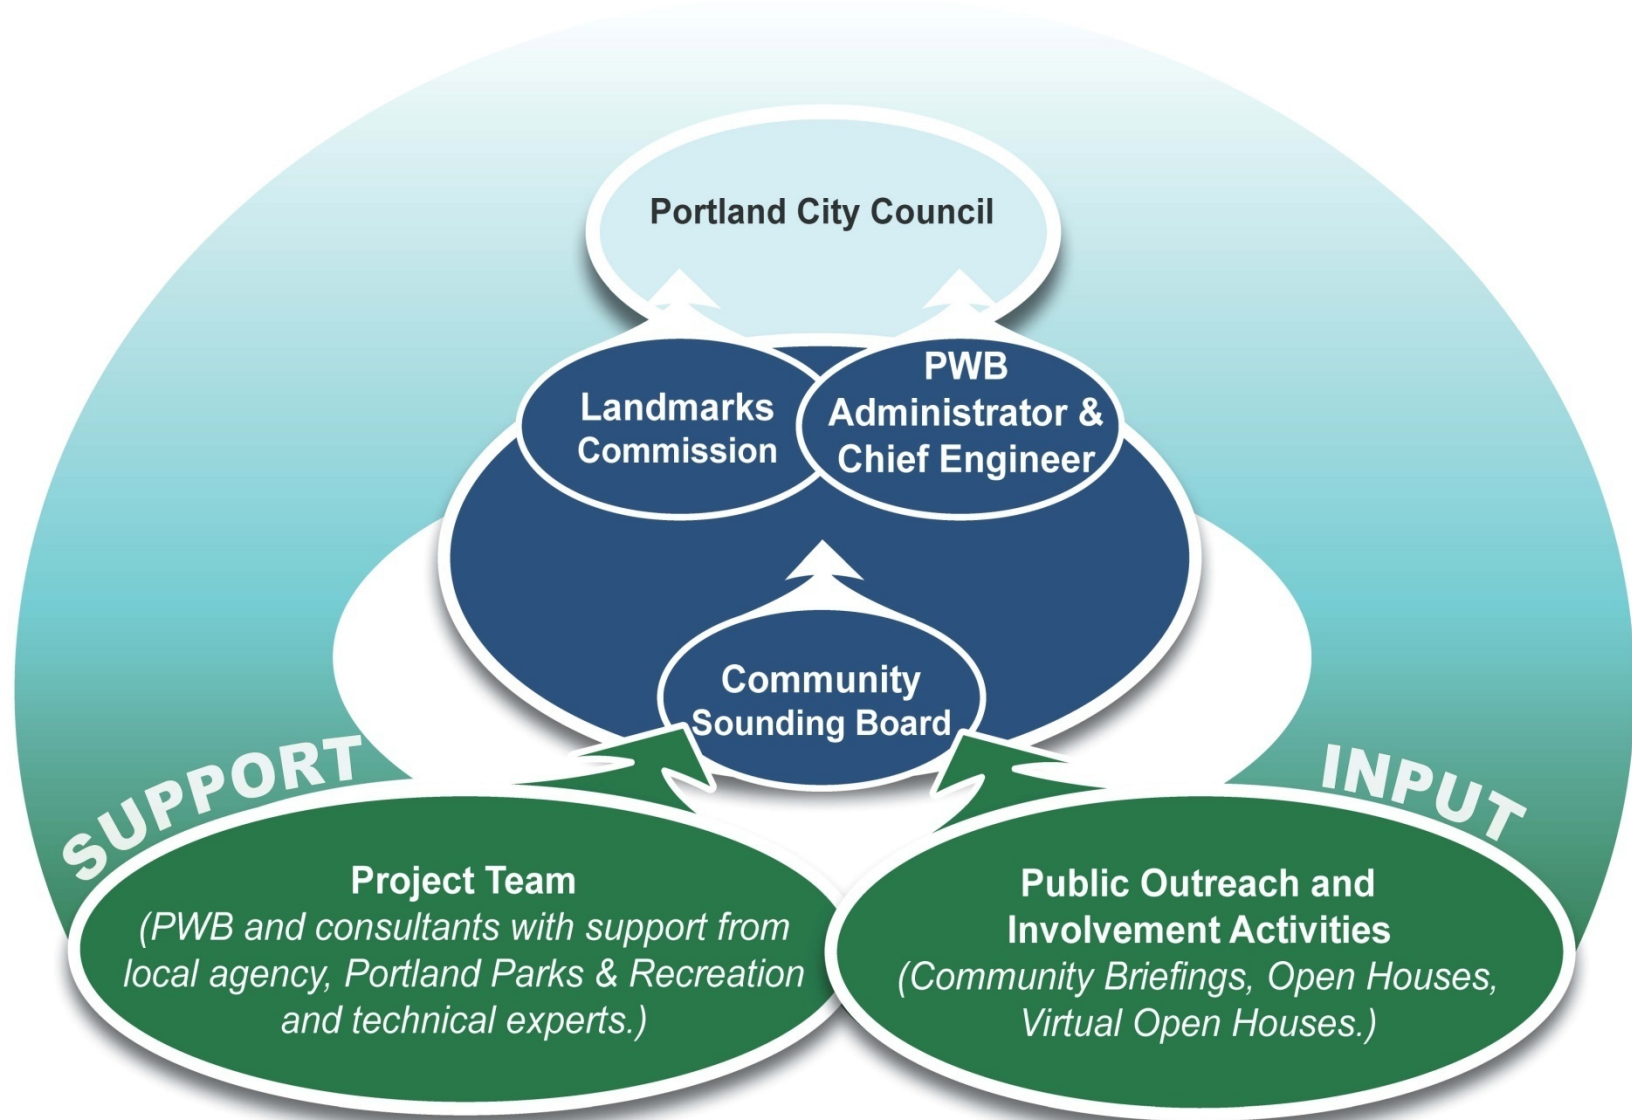 Portland City Council
Landmarks
Commission
PWB
Administrator &
Chief Engineer
Community
Sounding Board
SUPPORT
INPUT
Project Team
(PWB and consultants with support from
local agency, Portland Parks & Recreation
and technical experts.)
Public Outreach and
Involvement Activities
(Community Briefings, Open Houses,
Virtual Open Houses.)